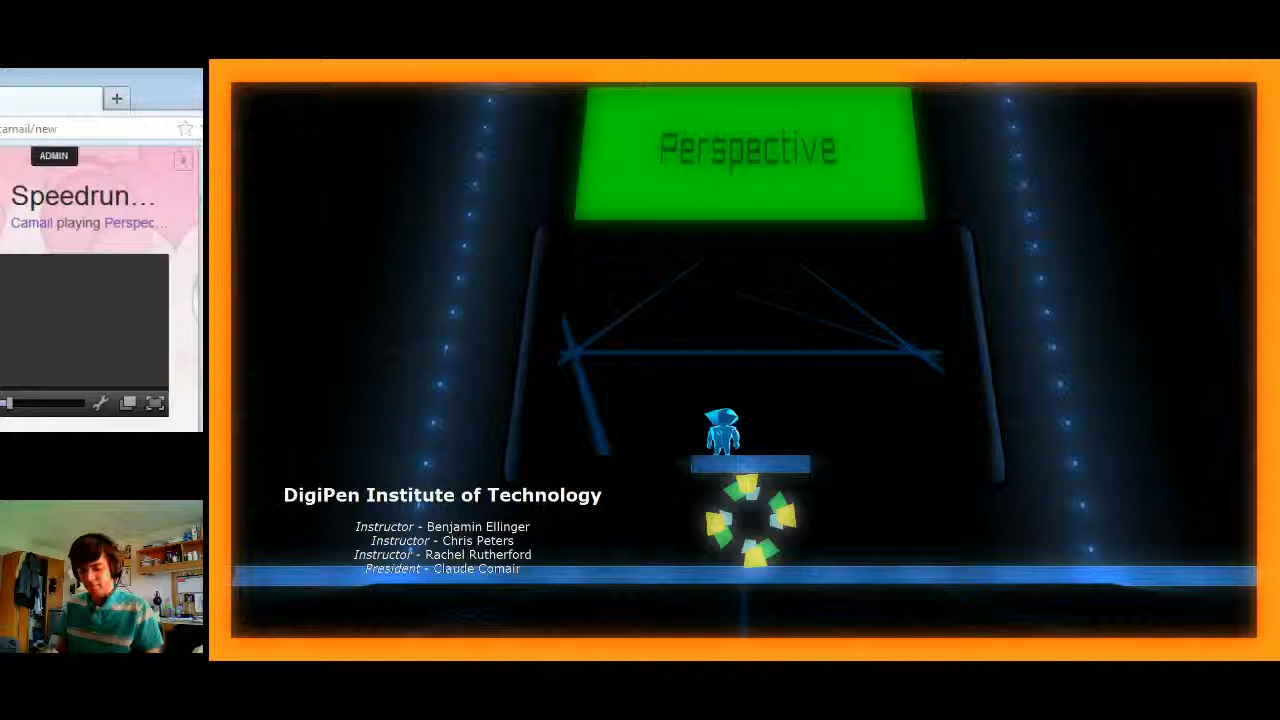 camail/new
ADMIN
Speedrun...
Camail playing Perspec...
Perspective
DigiPen Institute of Technology
Instructor - Benjamin Ellinger
Instructor - Chris Peters
Instructor - Rachel Rutherford
President - Claude Comair